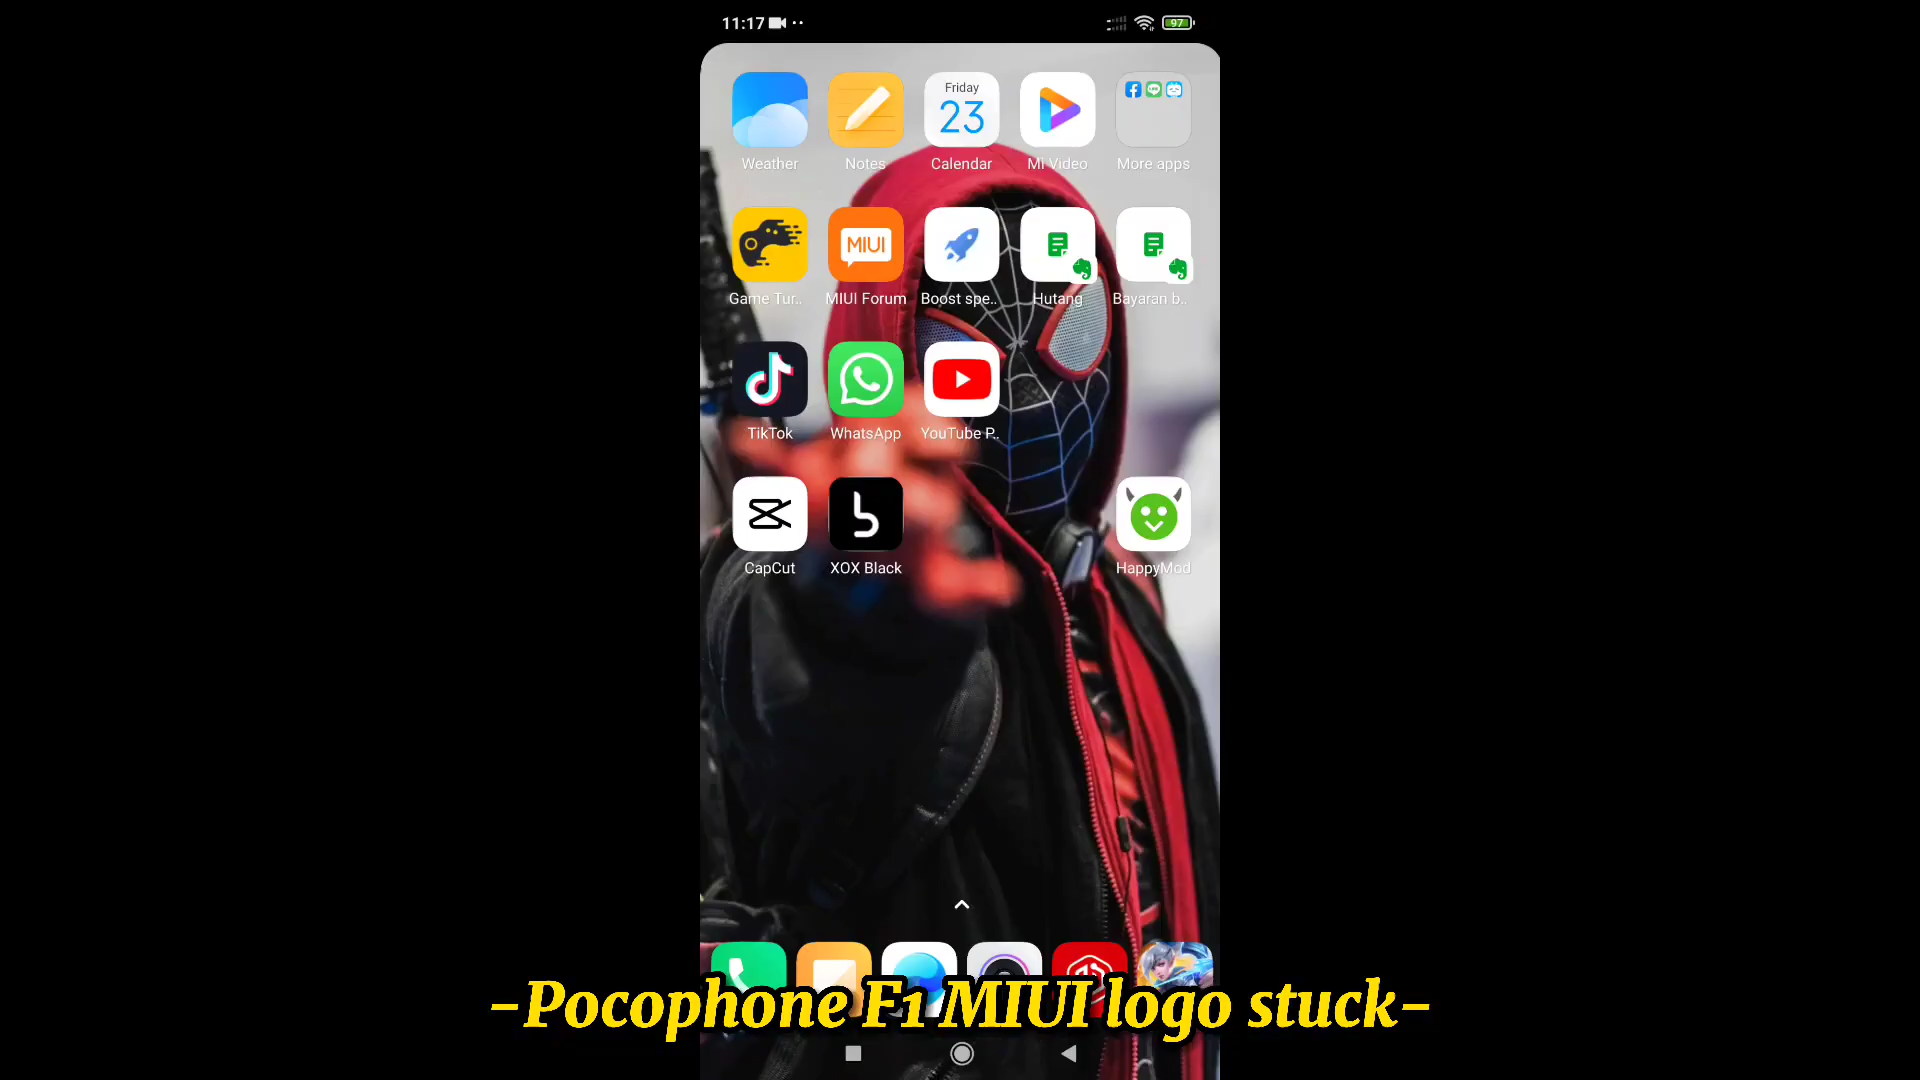 11:17
97
Friday
23
Weather
Notes
Calendar
Mi Video
More apps
MIUI
Game Tur..
MIUI Forum
Boost spe..
Hutang
Bayaran b..
TikTok
WhatsApp
YouTube P..
CapCut
XOX Black
HappyMod
-Pocophone F1 MIUI logo stuck-